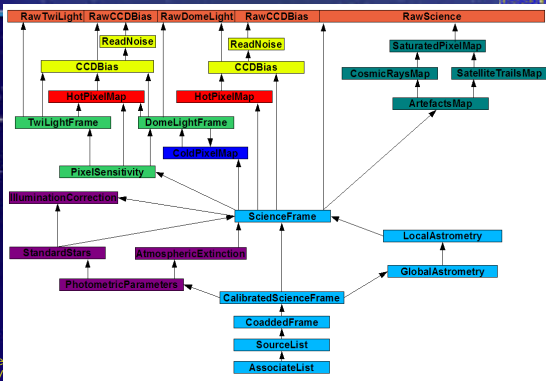 RawTwiLight RawCCDBias RawDomeLight RawCCDBias RawScience
ReadNoise ReadNoise SaturatedPixelMap
CCDBias CCDBias CosmicRaysMap SatelliteTrailsMap
HotPixelMap HotPixelMap ArtefactsMap
TwiLightFrame DomeLightFrame
ColdPixelMap
PixelSensitivity
IlluminationCorrection
ScienceFrame
LocalAstrometry
StandardStars AtmosphericExtinction
GlobalAstrometry
PhotometricParameters
CalibratedScienceFrame
CoaddedFrame
SourceList
AssociateList